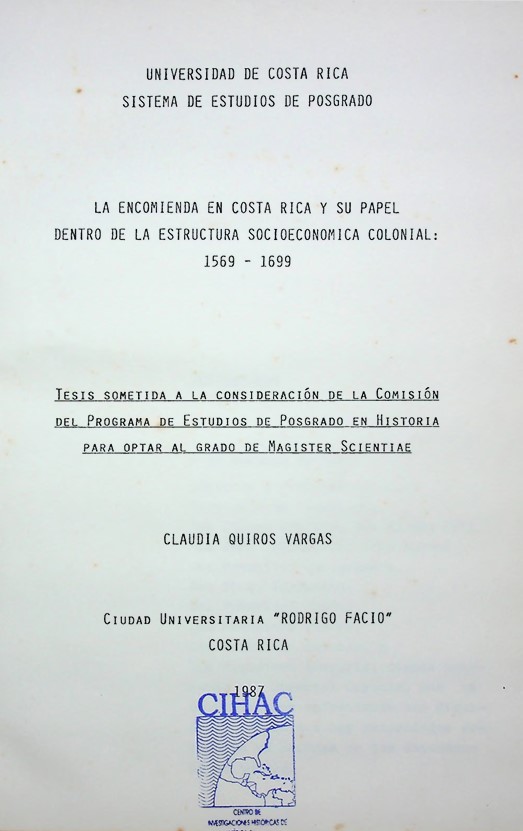 UNIVERSIDAD DE COSTA RICA
SISTEMA DE ESTUDIOS DE POSGRADO
LA ENCOMIENDA EN COSTA RICA Y SU PAPEL
DENTRO DE LA ESTRUCTURA SOCIOECONOMICA COLONIAL:
1569 - 1699
TESIS SOMETIDA A LA CONSIDERACIÓN DE LA COMISIÓN
DEL PROGRAMA DE ESTUDIOS DE POSGRADO EN HISTORIA
PARA OPTAR AL GRADO DE MAGISTER SCIENTIAE
CLAUDIA QUIROS VARGAS
CIUDAD UNIVERSITARIA "RODRIGO FACIO"
COSTA RICA
1987
CIHAC
CENTRO DE
INVESTIGACIONES HISTORICAS DE